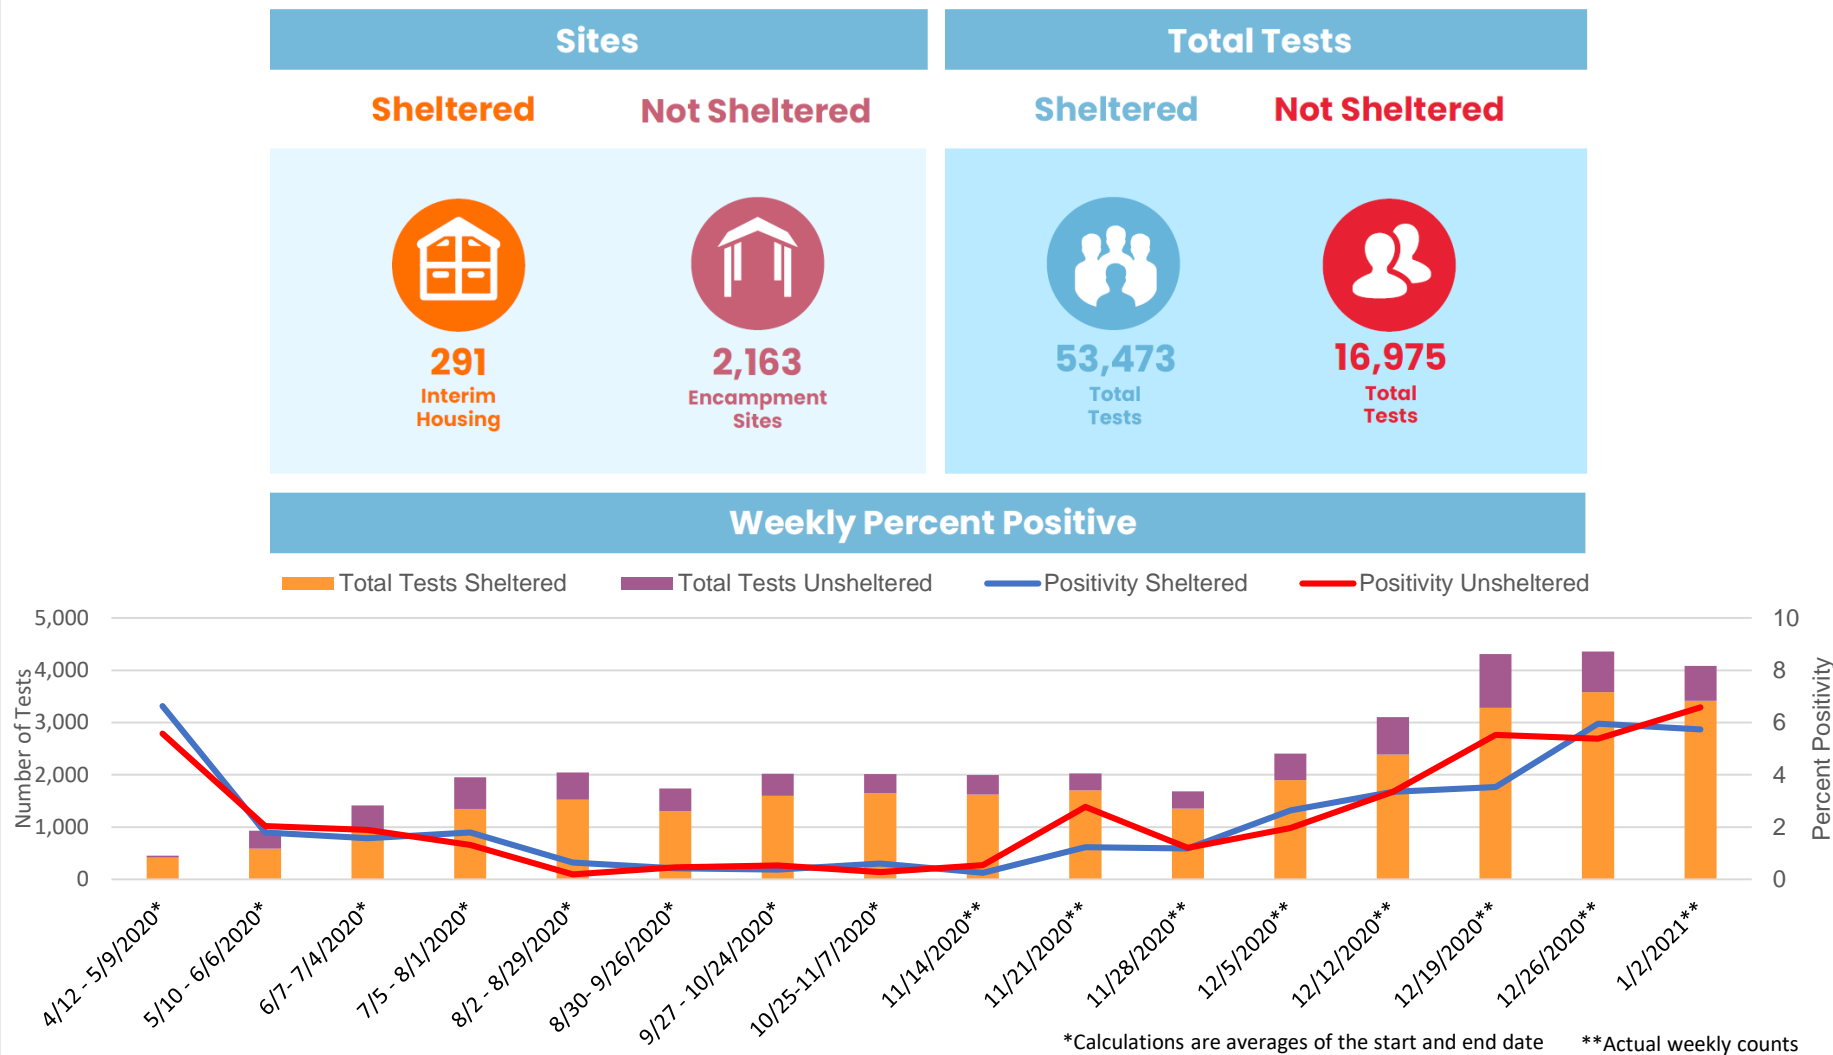 Sites
Total Tests
Sheltered
Not Sheltered
Sheltered
Not Sheltered
291
Interim
Housing
2,163
Encampment
Sites
53,473
Total
Tests
16,975
Total
Tests
Weekly Percent Positive
Total Tests Sheltered
Total Tests Unsheltered
Positivity Sheltered
Positivity Unsheltered
Number of Tests
5,000
4,000
3,000
2,000
1,000
0
10
8
6
4
2
0
Percent Positivity
4/12 - 5/9/2020*
5/10 - 6/6/2020*
6/7- 7/4/2020*
7/5 - 8/1/2020*
8/2 - 8/29/2020*
8/30- 9/26/2020*
9/27 - 10/24/2020*
10/25-11/7/2020*
11/14/2020**
11/21/2020**
11/28/2020**
12/5/2020**
12/12/2020**
12/19/2020**
12/26/2020**
1/2/2021**
*Calculations are averages of the start and end date
**Actual weekly counts